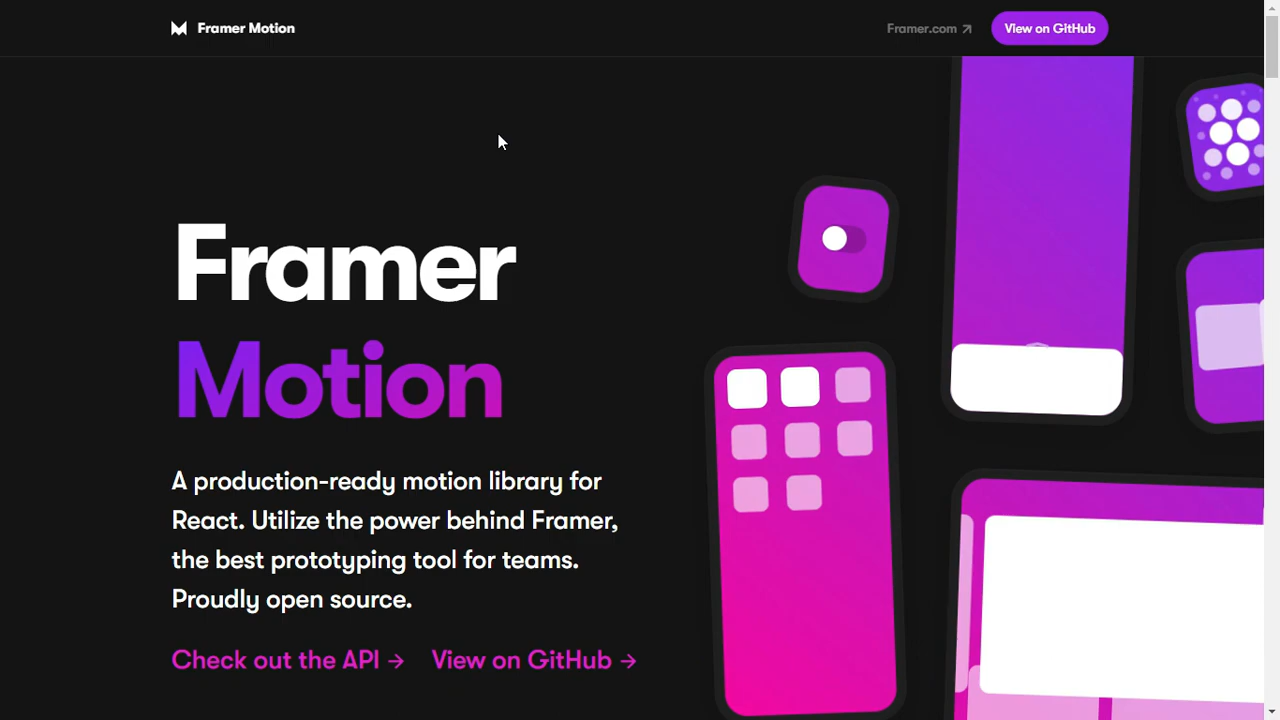 Framer Motion
Framer.com ↗
View on GitHub
Framer
Motion
A production-ready motion library for
React. Utilize the power behind Framer,
the best prototyping tool for teams.
Proudly open source.
Check out the API → View on GitHub →